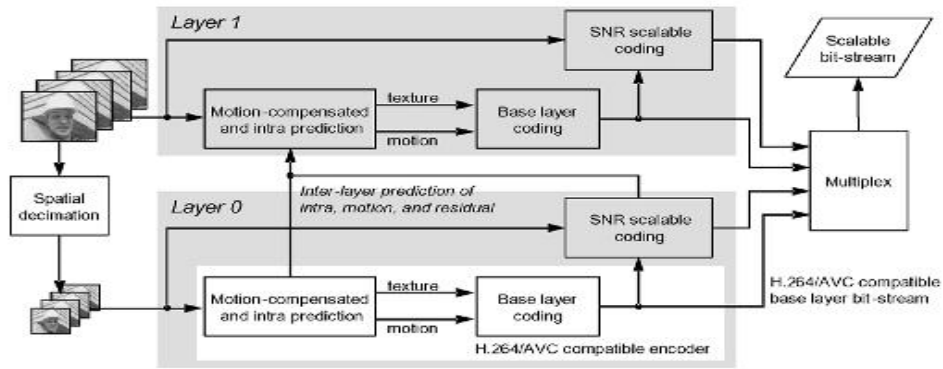 Layer 1
SNR scalable
coding
Scalable
bit-stream
Motion-compensated
and intra prediction
texture
motion
Base layer
coding
Multiplex
Spatial
decimation
Inter-layer prediction of
intra, motion, and residual
Layer 0
SNR scalable
coding
Motion-compensated
and intra prediction
texture
motion
Base layer
coding
H.264/AVC compatible
base layer bit-stream
H.264/AVC compatible encoder